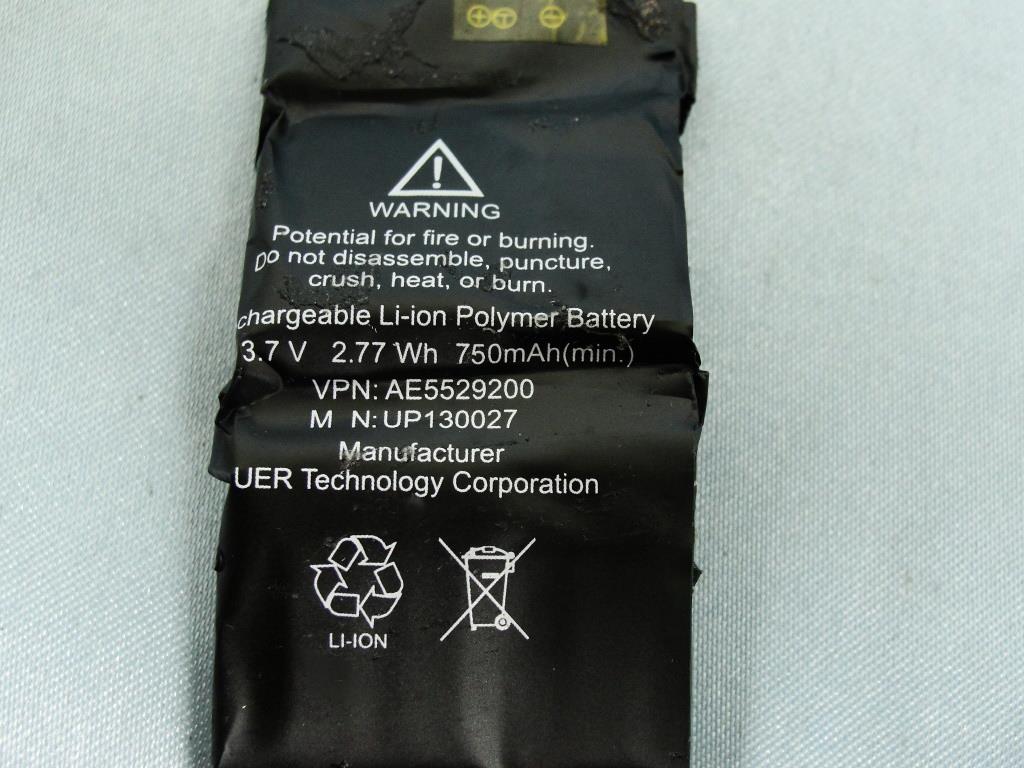 WARNING
Potential for fire or burning.
Do not disassemble, puncture,
crush, heat, or burn.
chargeable Li-ion Polymer Battery
3.7 V 2.77 Wh 750mAh(min.)
VPN: AE5529200
M N: UP130027
Manufacturer
UER Technology Corporation
LI-ION